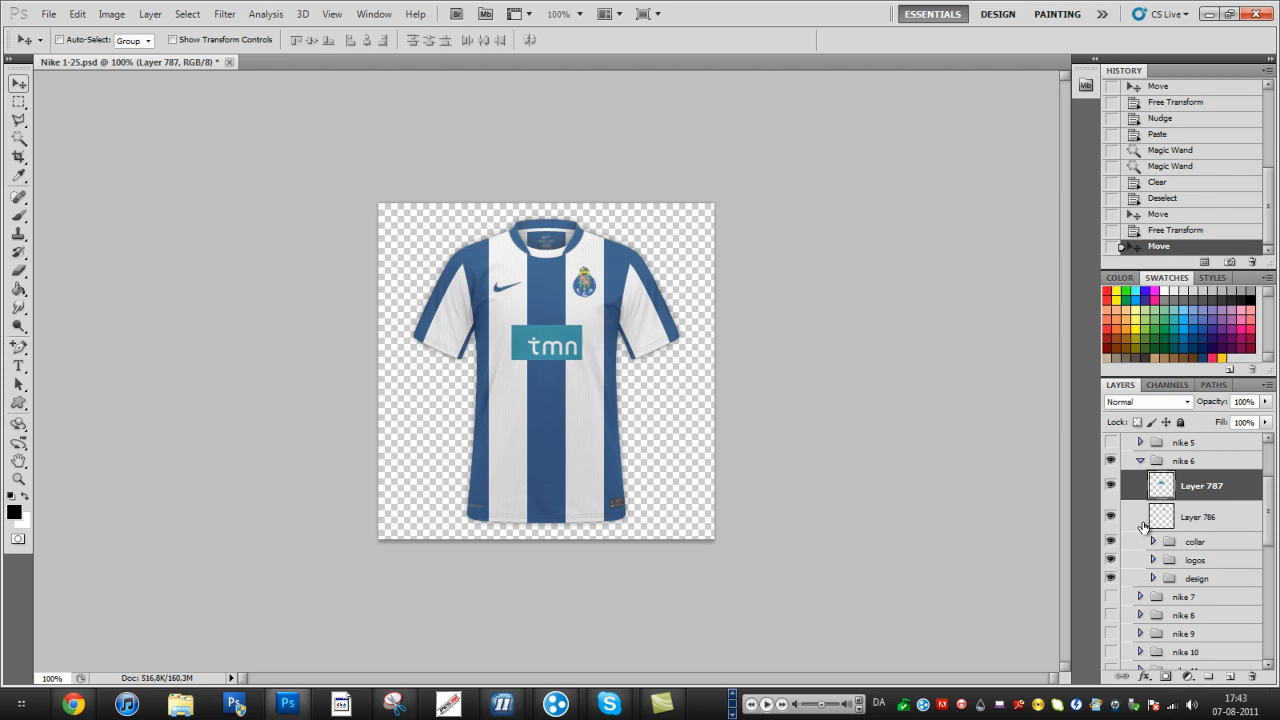 Ps File Edit Image Layer Select Filter Analysis 3D View Window Help Br Mb 100% ESSENTIALS DESIGN PAINTING CS Live
Auto-Select: Group Show Transform Controls
Nike 1-25.psd @ 100% (Layer 787, RGB/8) *
HISTORY
Mb
Move
Free Transform
Nudge
Paste
Magic Wand
Magic Wand
Clear
Deselect
Move
Free Transform
Move
COLOR SWATCHES STYLES
tmn
LAYERS CHANNELS PATHS
Normal Opacity: 100%
Lock: Fill: 100%
nike 5
nike 6
Layer 787
Layer 786
collar
logos
design
nike 7
nike 8
nike 9
nike 10
100% Doc: 516,8K/160,3M
Ps DA 17:43
07-08-2011